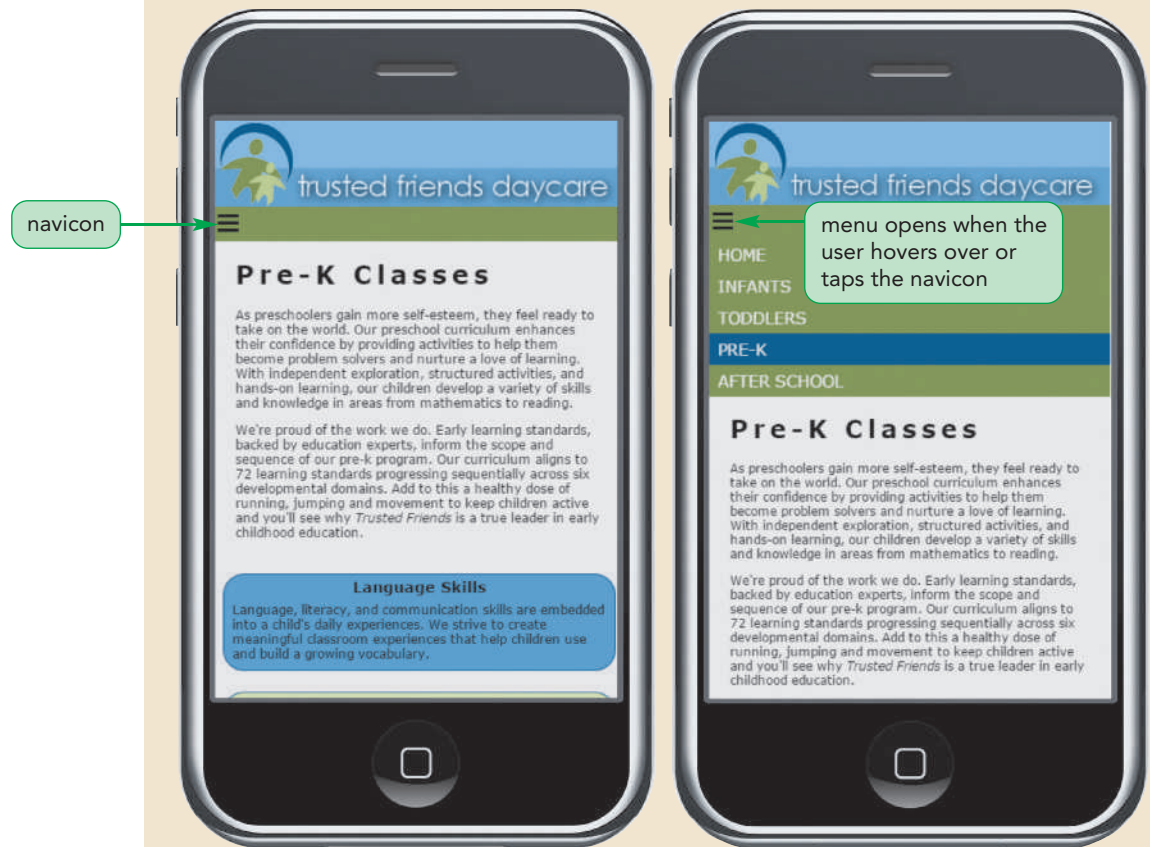 navicon
trusted friends daycare
Pre-K Classes
As preschoolers gain more self-esteem, they feel ready to
take on the world. Our preschool curriculum enhances
their confidence by providing activities to help them
become problem solvers and nurture a love of learning.
With independent exploration, structured activities, and
hands-on learning, our children develop a variety of skills
and knowledge in areas from mathematics to reading.
We're proud of the work we do. Early learning standards,
backed by education experts, inform the scope and
sequence of our pre-k program. Our curriculum aligns to
72 learning standards progressing sequentially across six
developmental domains. Add to this a healthy dose of
running, jumping and movement to keep children active
and you'll see why Trusted Friends is a true leader in early
childhood education.
Language Skills
Language, literacy, and communication skills are embedded
into a child's daily experiences. We strive to create
meaningful classroom experiences that help children use
and build a growing vocabulary.
trusted friends daycare
menu opens when the
user hovers over or
taps the navicon
HOME
INFANTS
TODDLERS
PRE-K
AFTER SCHOOL
Pre-K Classes
As preschoolers gain more self-esteem, they feel ready to
take on the world. Our preschool curriculum enhances
their confidence by providing activities to help them
become problem solvers and nurture a love of learning.
With independent exploration, structured activities, and
hands-on learning, our children develop a variety of skills
and knowledge in areas from mathematics to reading.
We're proud of the work we do. Early learning standards,
backed by education experts, inform the scope and
sequence of our pre-k program. Our curriculum aligns to
72 learning standards progressing sequentially across six
developmental domains. Add to this a healthy dose of
running, jumping and movement to keep children active
and you'll see why Trusted Friends is a true leader in early
childhood education.